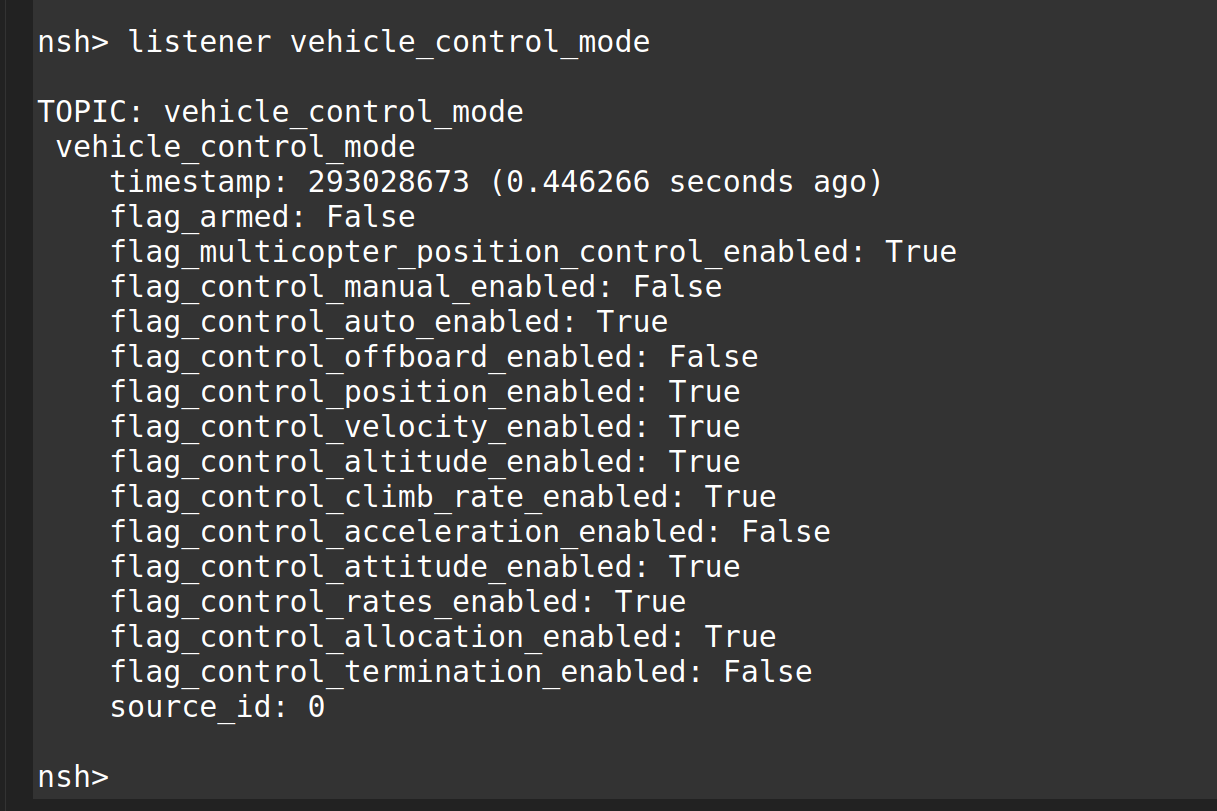 nsh> listener vehicle_control_mode
TOPIC: vehicle_control_mode
vehicle_control_mode
timestamp: 293028673 (0.446266 seconds ago)
flag_armed: False
flag_multicopter_position_control_enabled: True
flag_control_manual_enabled: False
flag_control_auto_enabled: True
flag_control_offboard_enabled: False
flag_control_position_enabled: True
flag_control_velocity_enabled: True
flag_control_altitude_enabled: True
flag_control_climb_rate_enabled: True
flag_control_acceleration_enabled: False
flag_control_attitude_enabled: True
flag_control_rates_enabled: True
flag_control_allocation_enabled: True
flag_control_termination_enabled: False
source_id: 0
nsh>